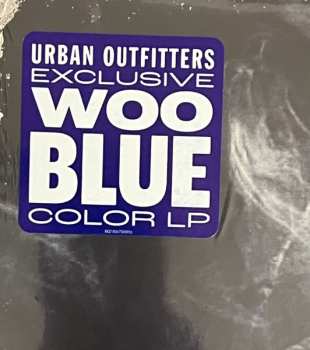 URBAN OUTFITTERS
EXCLUSIVE
WOO
BLUE
COLOR LP